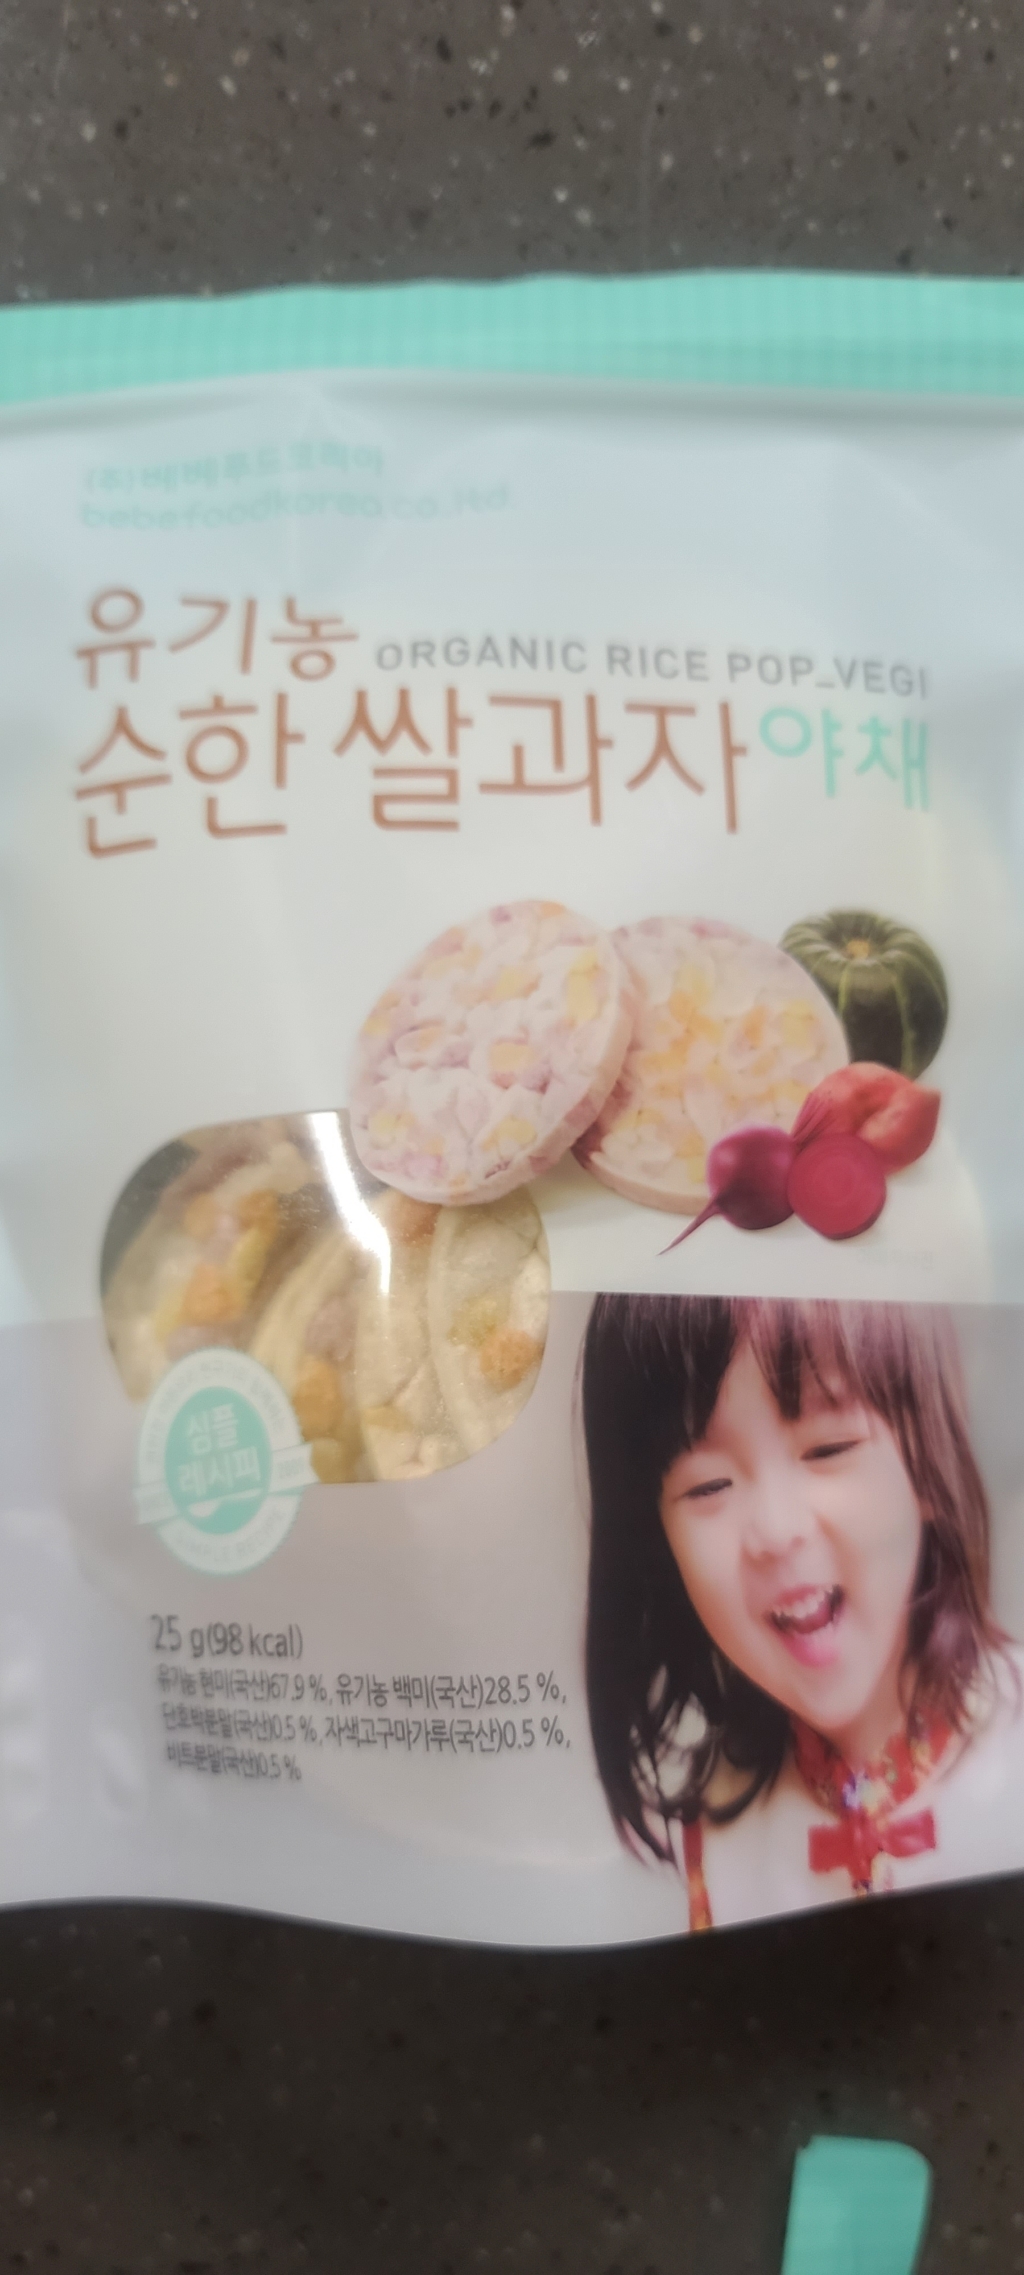 (주)베베푸드코리아
bebefoodkorea co.,ltd
유기농 ORGANIC RICE POP_VEGI
순한 쌀과자 야채
심플
레시피
25 g(98 kcal)
유기농 현미(국산)67.9 %, 유기농 백미(국산)28.5 %,
단호박분말(국산)0.5 %, 자색고구마가루(국산)0.5 %,
비트분말(국산)0.5 %